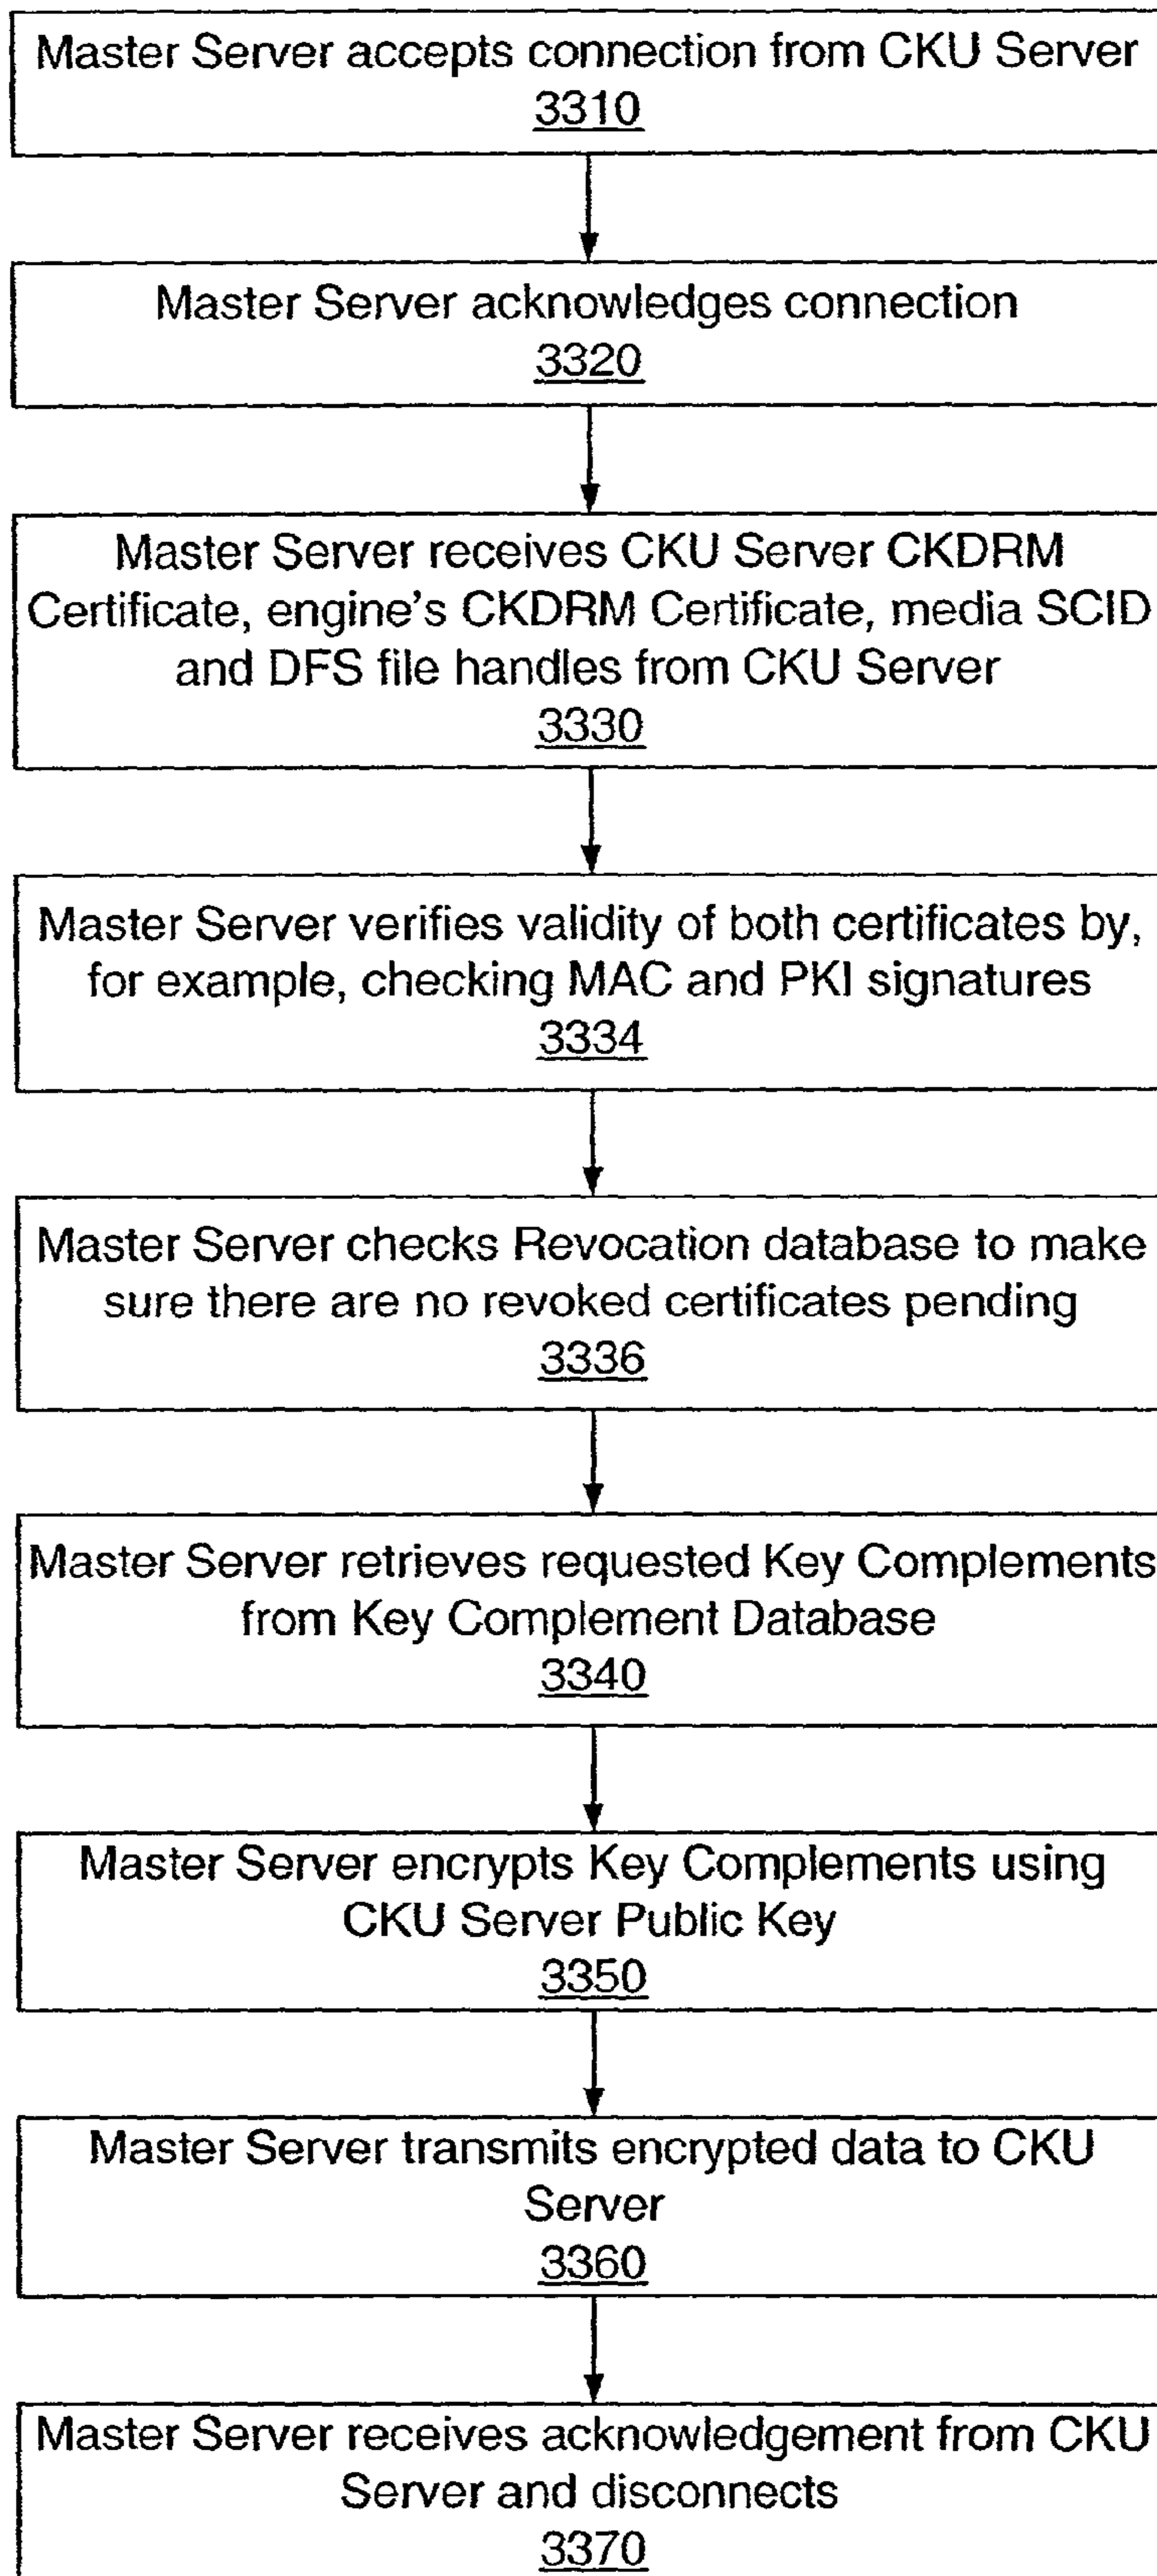 Master Server accepts connection from CKU Server
3310
Master Server acknowledges connection
3320
Master Server receives CKU Server CKDRM
Certificate, engine's CKDRM Certificate, media SCID
and DFS file handles from CKU Server
3330
Master Server verifies validity of both certificates by,
for example, checking MAC and PKI signatures
3334
Master Server checks Revocation database to make
sure there are no revoked certificates pending
3336
Master Server retrieves requested Key Complements
from Key Complement Database
3340
Master Server encrypts Key Complements using
CKU Server Public Key
3350
Master Server transmits encrypted data to CKU
Server
3360
Master Server receives acknowledgement from CKU
Server and disconnects
3370